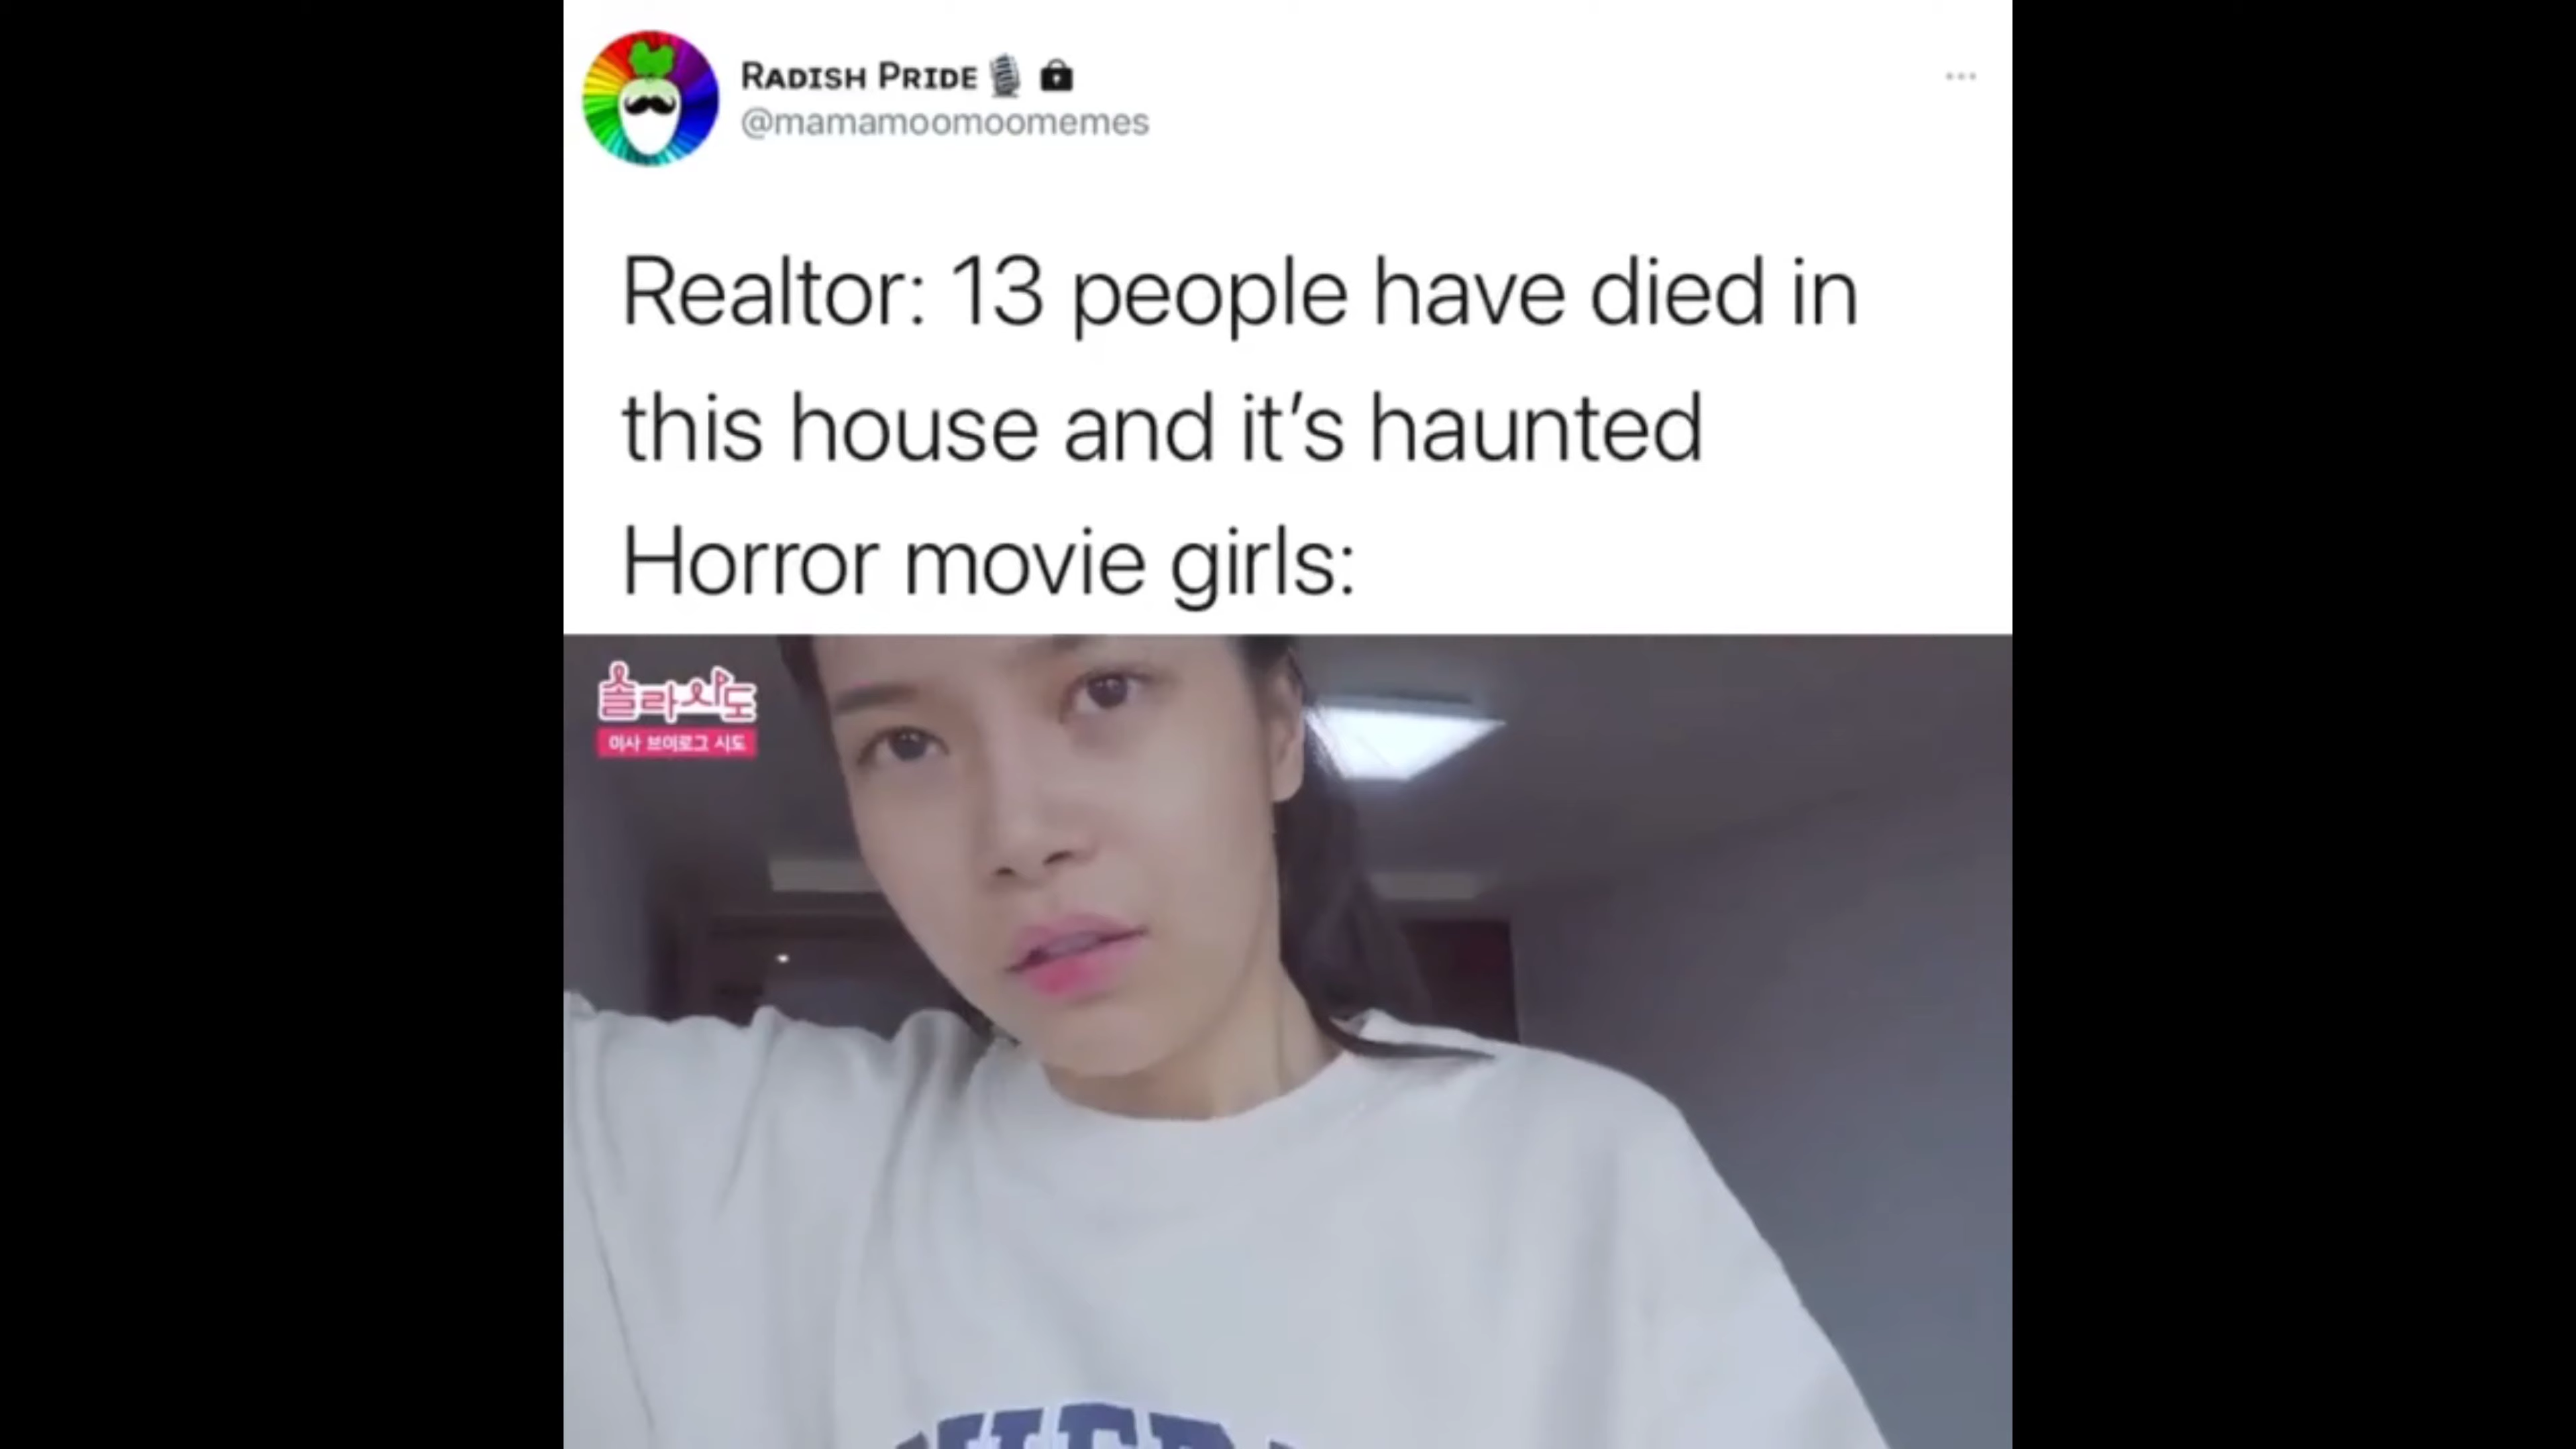 RADISH PRIDE
@mamamoomoomemes
Realtor: 13 people have died in
this house and it’s haunted
Horror movie girls:
솔라시도
이사 브이로그 시도